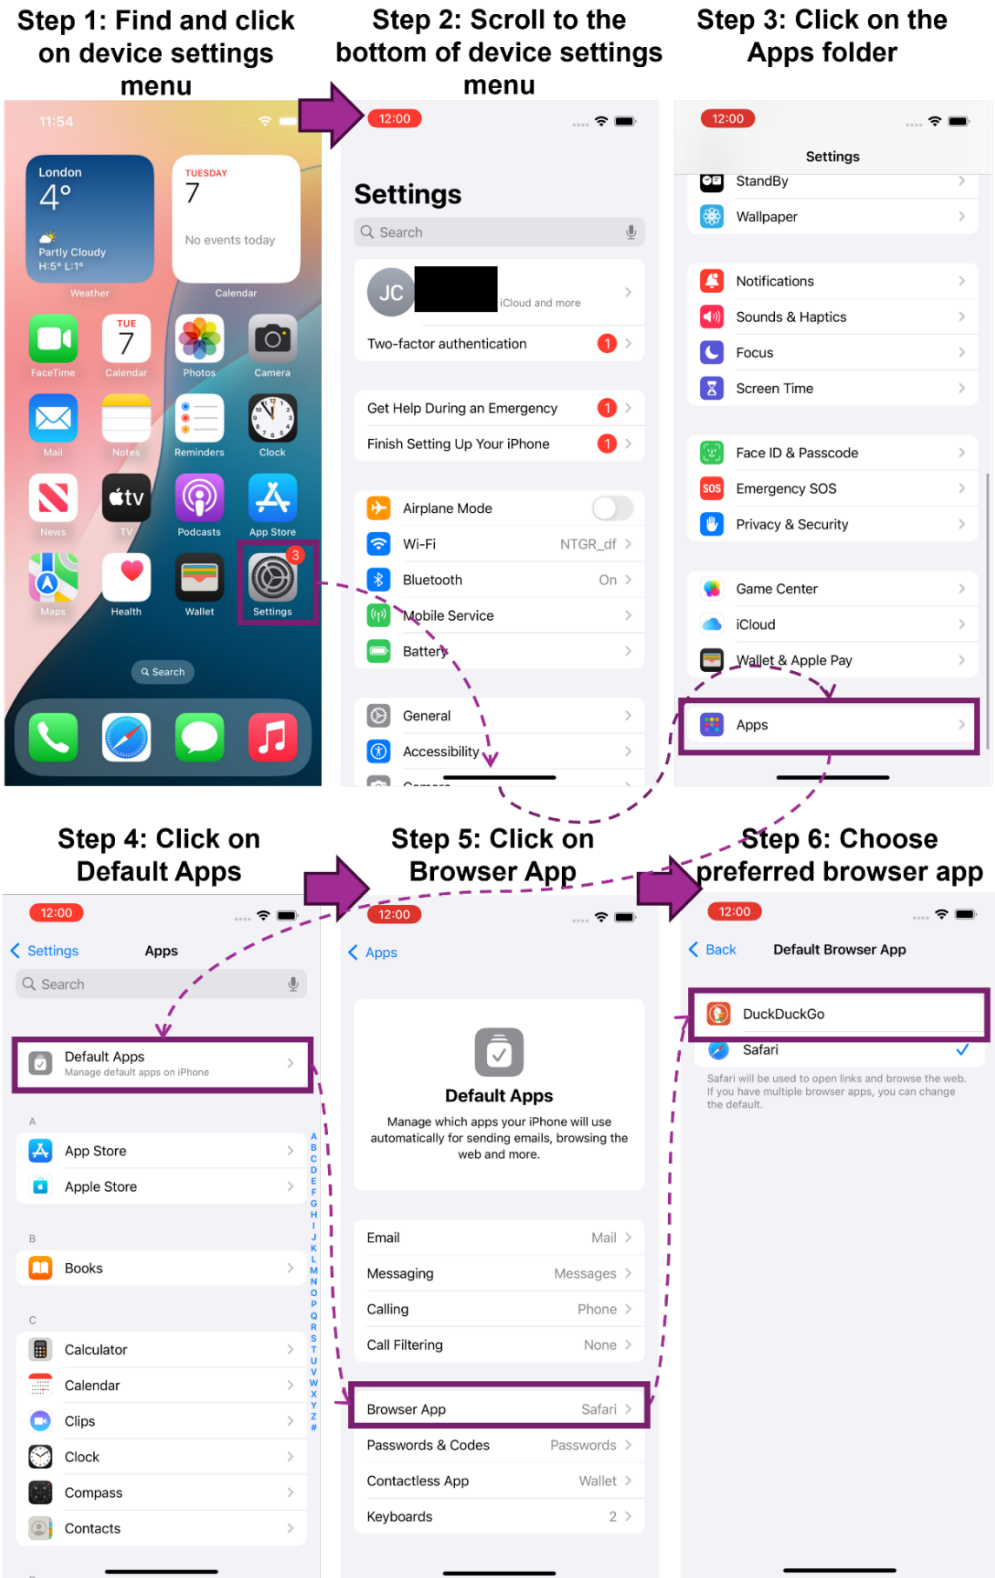 Step 1: Find and click
on device settings
menu
Step 2: Scroll to the
bottom of device settings
menu
Step 3: Click on the
Apps folder
11:54
London
4°
Partly Cloudy
H:5° L:1°
Weather
TUESDAY
7
No events today
Calendar
FaceTime
TUE
7
Calendar
Photos
Camera
Mail
Notes
Reminders
Clock
News
tv
TV
Podcasts
App Store
Maps
Health
Wallet
3
Settings
Search
12:00
Settings
Search
JC
iCloud and more
Two-factor authentication 1
Get Help During an Emergency 1
Finish Setting Up Your iPhone 1
Airplane Mode
Wi-Fi NTGR_df
Bluetooth On
Mobile Service
Battery
General
Accessibility
Camera
12:00
Settings
StandBy
Wallpaper
Notifications
Sounds & Haptics
Focus
Screen Time
Face ID & Passcode
SOS Emergency SOS
Privacy & Security
Game Center
iCloud
Wallet & Apple Pay
Apps
Step 4: Click on
Default Apps
Step 5: Click on
Browser App
Step 6: Choose
preferred browser app
12:00
Settings Apps
Search
Default Apps
Manage default apps on iPhone
A
App Store
Apple Store
B
Books
C
Calculator
Calendar
Clips
Clock
Compass
Contacts
A
B
C
D
E
F
G
H
I
J
K
L
M
N
O
P
Q
R
S
T
U
V
W
X
Y
Z
#
12:00
Apps
Default Apps
Manage which apps your iPhone will use
automatically for sending emails, browsing the
web and more.
Email Mail
Messaging Messages
Calling Phone
Call Filtering None
Browser App Safari
Passwords & Codes Passwords
Contactless App Wallet
Keyboards 2
12:00
Back Default Browser App
DuckDuckGo
Safari
Safari will be used to open links and browse the web.
If you have multiple browser apps, you can change
the default.